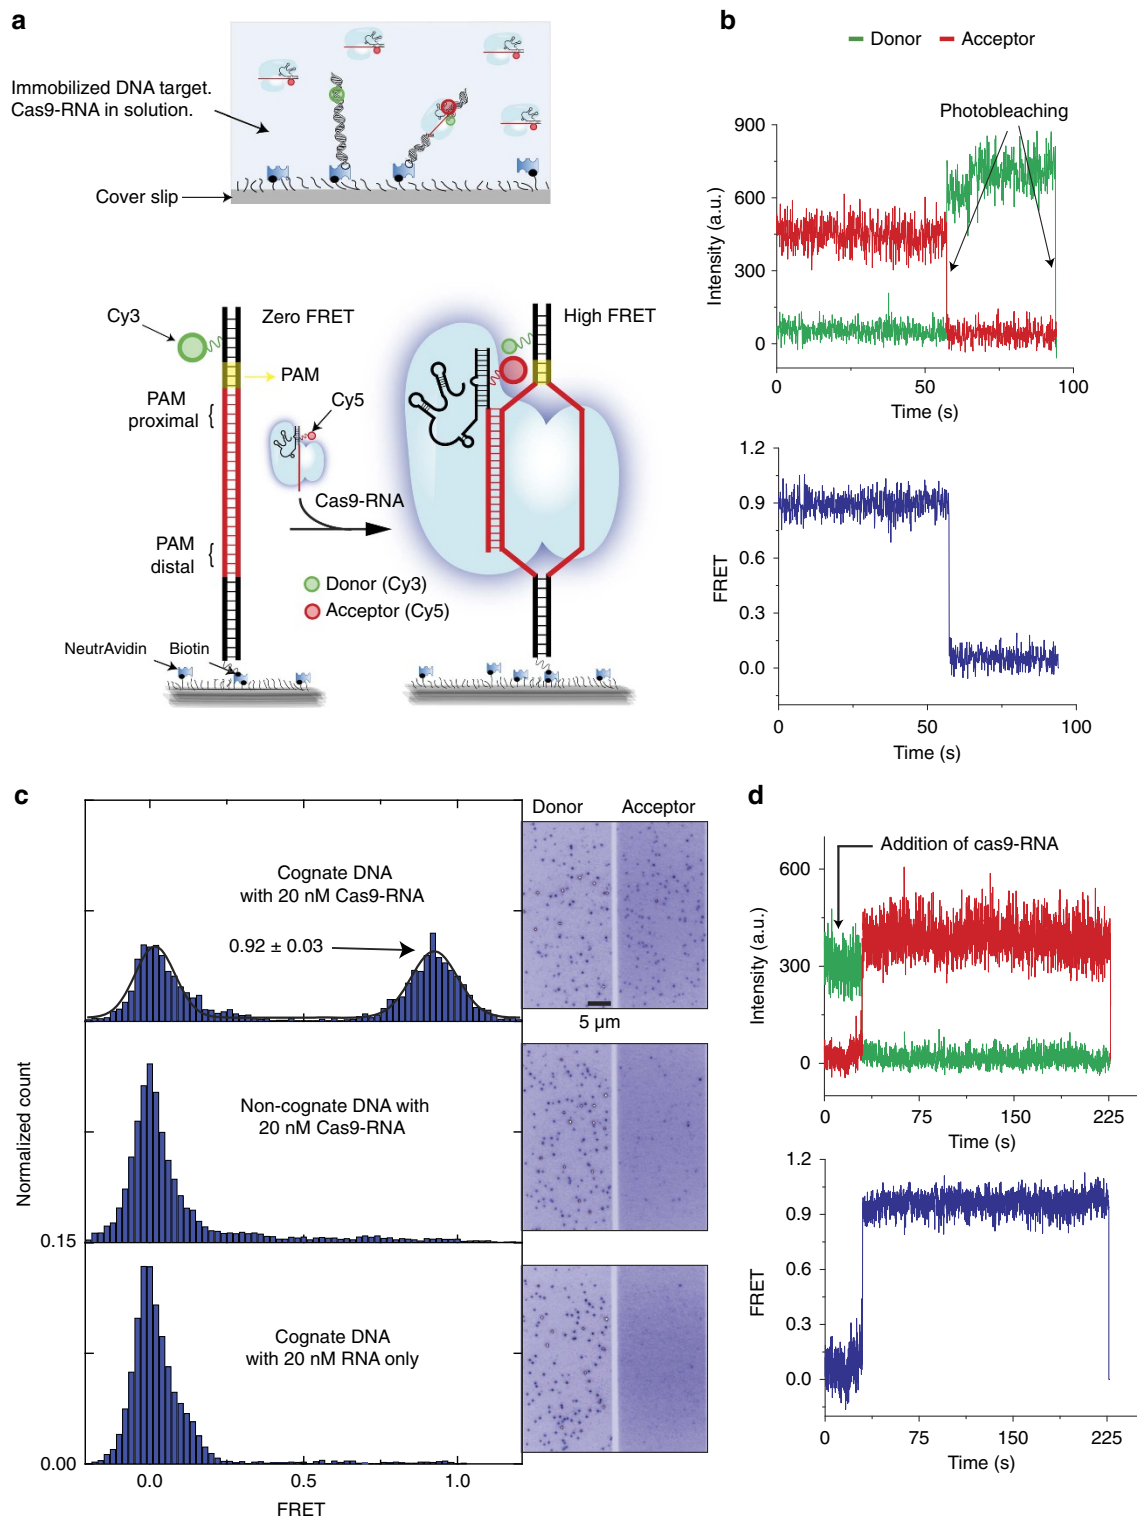 a
Immobilized DNA target.
Cas9-RNA in solution.
Cover slip
Cy3
Zero FRET
High FRET
PAM
PAM
proximal
Cy5
Cas9-RNA
PAM
distal
Donor (Cy3)
Acceptor (Cy5)
NeutrAvidin
Biotin
b
Donor
Acceptor
Photobleaching
900
600
300
0
Intensity (a.u.)
0
50
100
Time (s)
1.2
0.9
0.6
0.3
0.0
FRET
0
50
100
Time (s)
c
Donor
Acceptor
Cognate DNA
with 20 nM Cas9-RNA
0.92 ± 0.03
5 µm
Non-cognate DNA with
20 nM Cas9-RNA
Normalized count
0.15
Cognate DNA
with 20 nM RNA only
0.00
0.0
0.5
1.0
FRET
d
Addition of cas9-RNA
600
300
0
Intensity (a.u.)
0
75
150
225
Time (s)
1.2
0.9
0.6
0.3
0.0
FRET
0
75
150
225
Time (s)